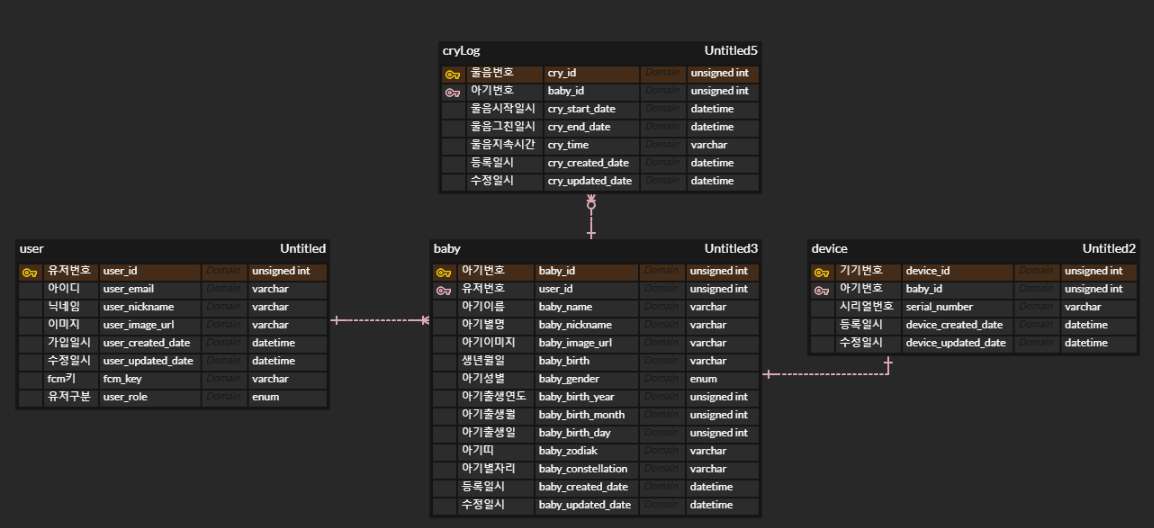 cryLog Untitled5
울음번호 cry_id Domain unsigned int
아기번호 baby_id Domain unsigned int
울음시작일시 cry_start_date Domain datetime
울음그친일시 cry_end_date Domain datetime
울음지속시간 cry_time Domain varchar
등록일시 cry_created_date Domain datetime
수정일시 cry_updated_date Domain datetime
user Untitled
유저번호 user_id Domain unsigned int
아이디 user_email Domain varchar
닉네임 user_nickname Domain varchar
이미지 user_image_url Domain varchar
가입일시 user_created_date Domain datetime
수정일시 user_updated_date Domain datetime
fcm키 fcm_key Domain varchar
유저구분 user_role Domain enum
baby Untitled3
아기번호 baby_id Domain unsigned int
유저번호 user_id Domain unsigned int
아기이름 baby_name Domain varchar
아기별명 baby_nickname Domain varchar
아기이미지 baby_image_url Domain varchar
생년월일 baby_birth Domain varchar
아기성별 baby_gender Domain enum
아기출생연도 baby_birth_year Domain unsigned int
아기출생월 baby_birth_month Domain unsigned int
아기출생일 baby_birth_day Domain unsigned int
아기띠 baby_zodiak Domain varchar
아기별자리 baby_constellation Domain varchar
등록일시 baby_created_date Domain datetime
수정일시 baby_updated_date Domain datetime
device Untitled2
기기번호 device_id Domain unsigned int
아기번호 baby_id Domain unsigned int
시리얼번호 serial_number Domain varchar
등록일시 device_created_date Domain datetime
수정일시 device_updated_date Domain datetime